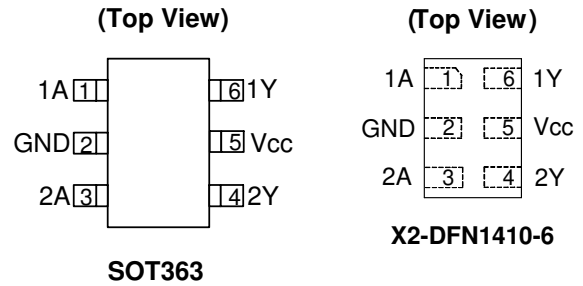 (Top View)
1A 1 6 1Y
GND 2 5 Vcc
2A 3 4 2Y
SOT363
(Top View)
1A 1 6 1Y
GND 2 5 Vcc
2A 3 4 2Y
X2-DFN1410-6